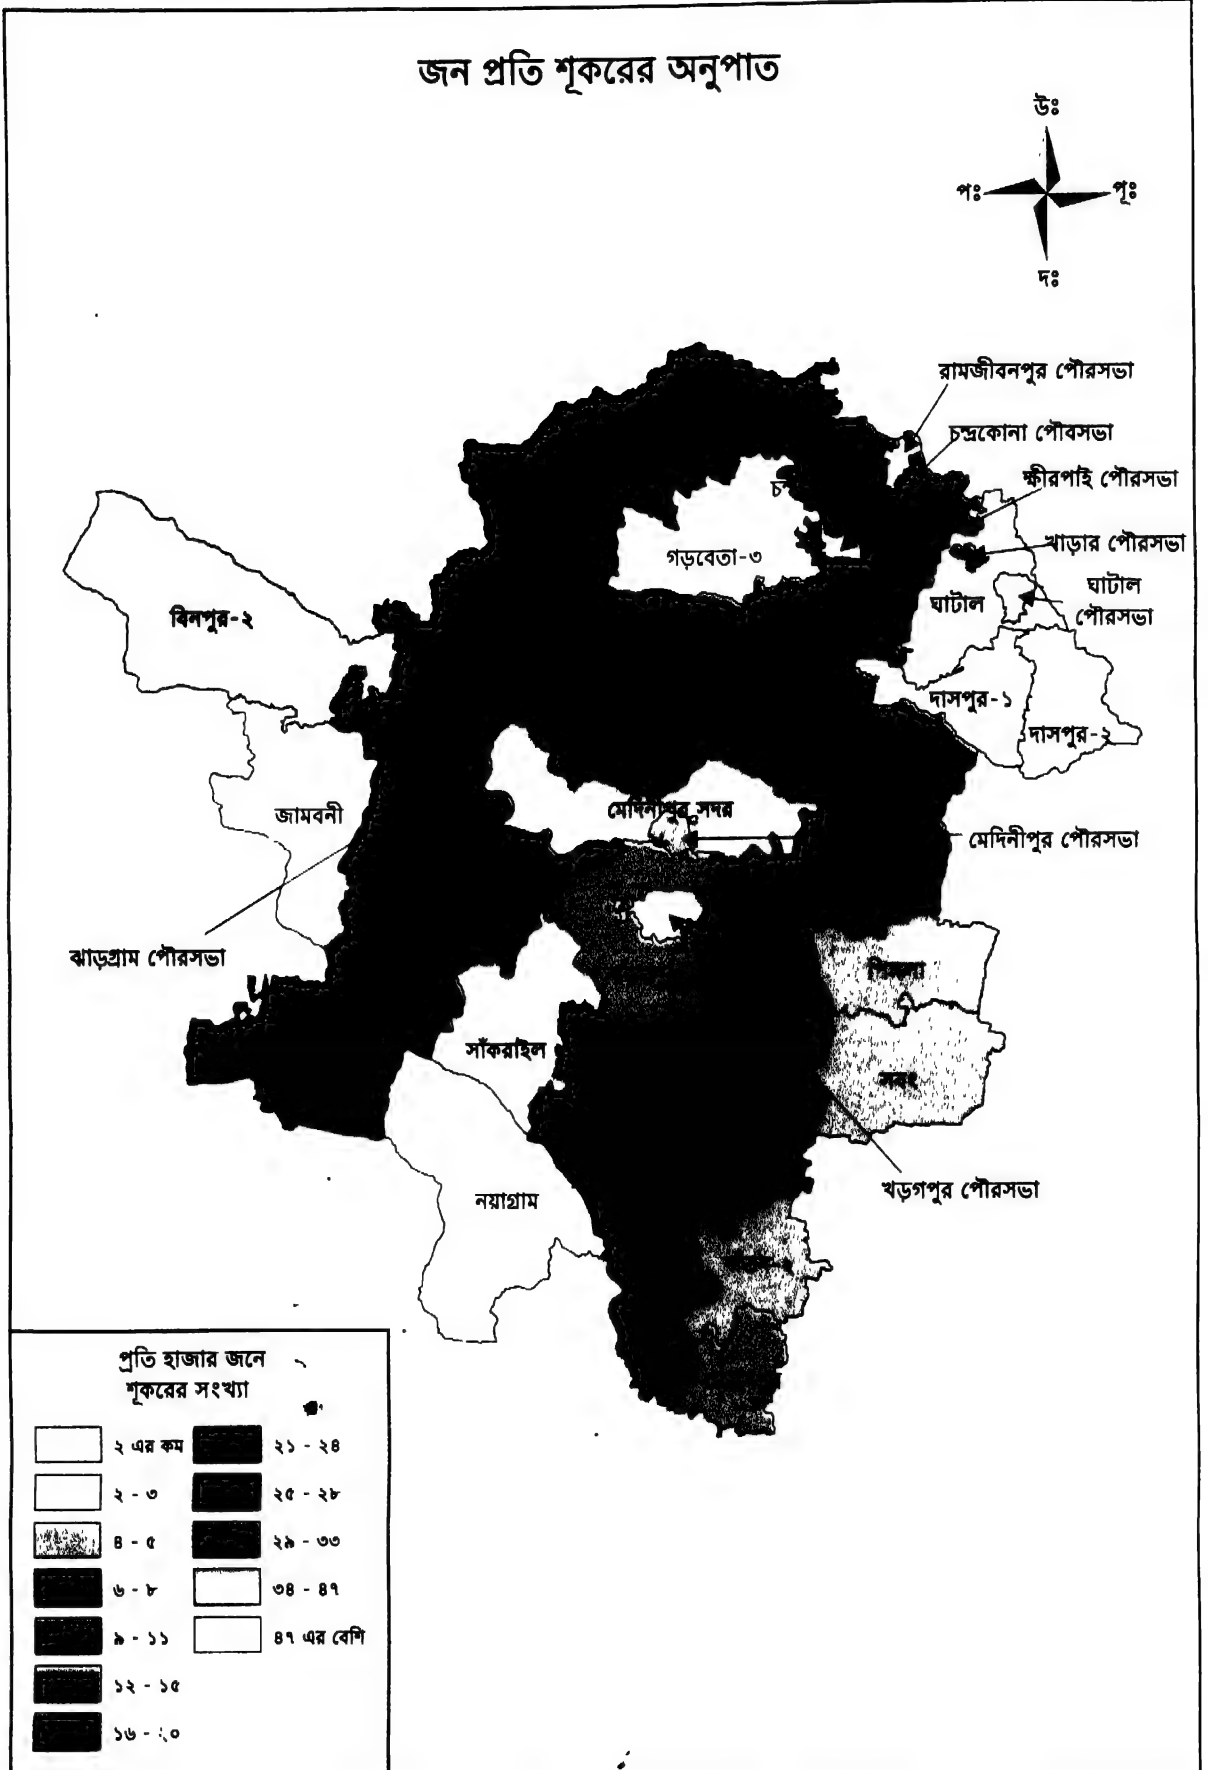 জন প্রতি শূকরের অনুপাত
উঃ
পঃ
পূঃ
দঃ
রামজীবনপুর পৌরসভা
চন্দ্রকোনা পৌবসভা
ক্ষীরপাই পৌরসভা
খাড়ার পৌরসভা
ঘাটাল
পৌরসভা
গড়বেতা-৩
ঘাটাল
বিনপুর-২
দাসপুর-১
দাসপুর-২
জামবনী
মেদিনীপুর সদর
মেদিনীপুর পৌরসভা
ঝাড়গ্রাম পৌরসভা
পিংলা
সাঁকরাইল
সবং
খড়গপুর পৌরসভা
নয়াগ্রাম
প্রতি হাজার জনে
শূকরের সংখ্যা
২ এর কম
২ - ৩
৪ - ৫
৬ - ৮
৯ - ১১
১২ - ১৫
১৬ - ২০
২১ - ২৪
২৫ - ২৮
২৯ - ৩৩
৩৪ - ৪৭
৪৭ এর বেশি